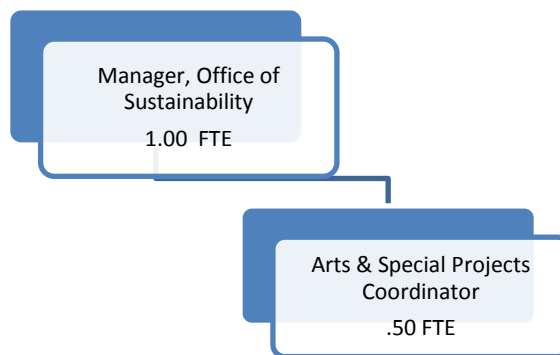 Manager, Office of
Sustainability
1.00 FTE
Arts & Special Projects
Coordinator
.50 FTE